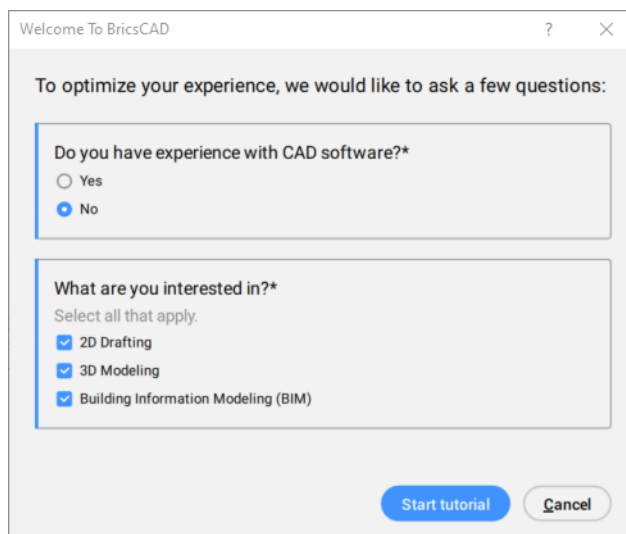 Welcome To BricsCAD ?
To optimize your experience, we would like to ask a few questions:
Do you have experience with CAD software?*
Yes
No
What are you interested in?*
Select all that apply.
2D Drafting
3D Modeling
Building Information Modeling (BIM)
Start tutorial Cancel